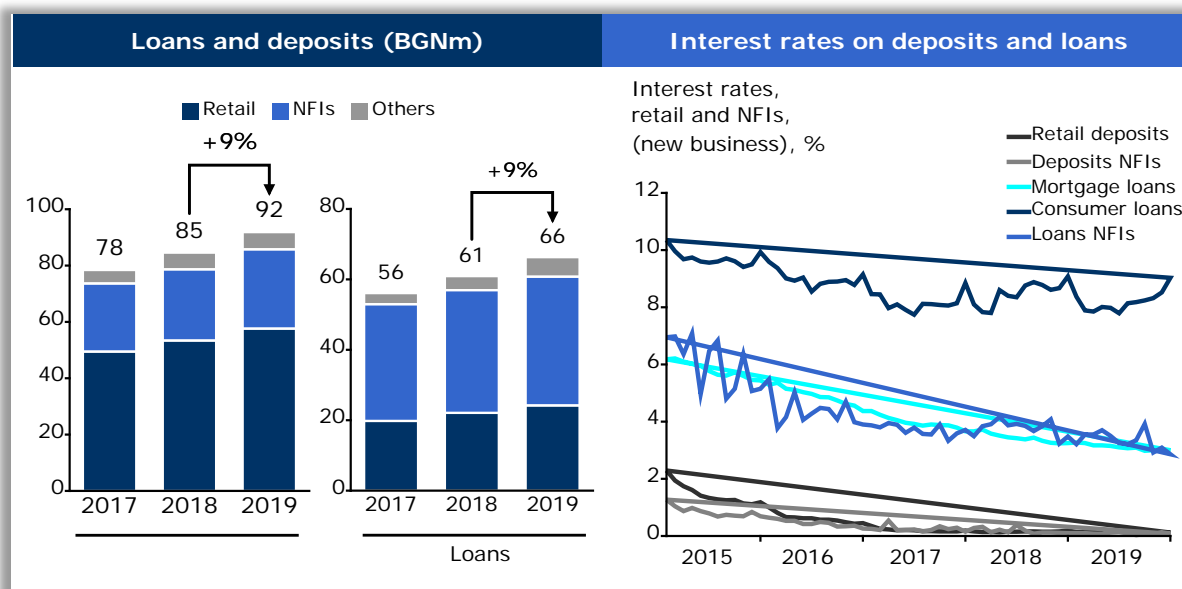 Loans and deposits (BGNm)
Retail NFIs Others
+9%
100
80
60
40
20
0
78
85
92
2017 2018 2019
+9%
80
60
40
20
0
56
61
66
2017 2018 2019
Loans
Interest rates on deposits and loans
Interest rates,
retail and NFIs,
(new business), %
Retail deposits
Deposits NFIs
Mortgage loans
Consumer loans
Loans NFIs
12
10
8
6
4
2
0
2015 2016 2017 2018 2019